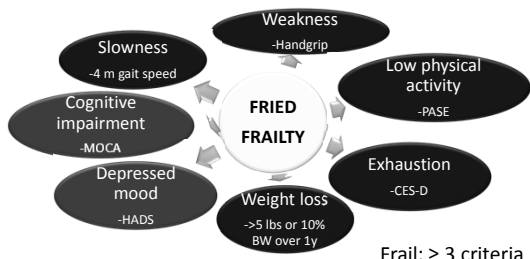 Weakness
-Handgrip
Slowness
-4 m gait speed
Low physical
activity
-PASE
Cognitive
impairment
-MOCA
FRIED
FRAILTY
Exhaustion
-CES-D
Depressed
mood
-HADS
Weight loss
->5 lbs or 10%
BW over 1y
Frail: > 3 criteria